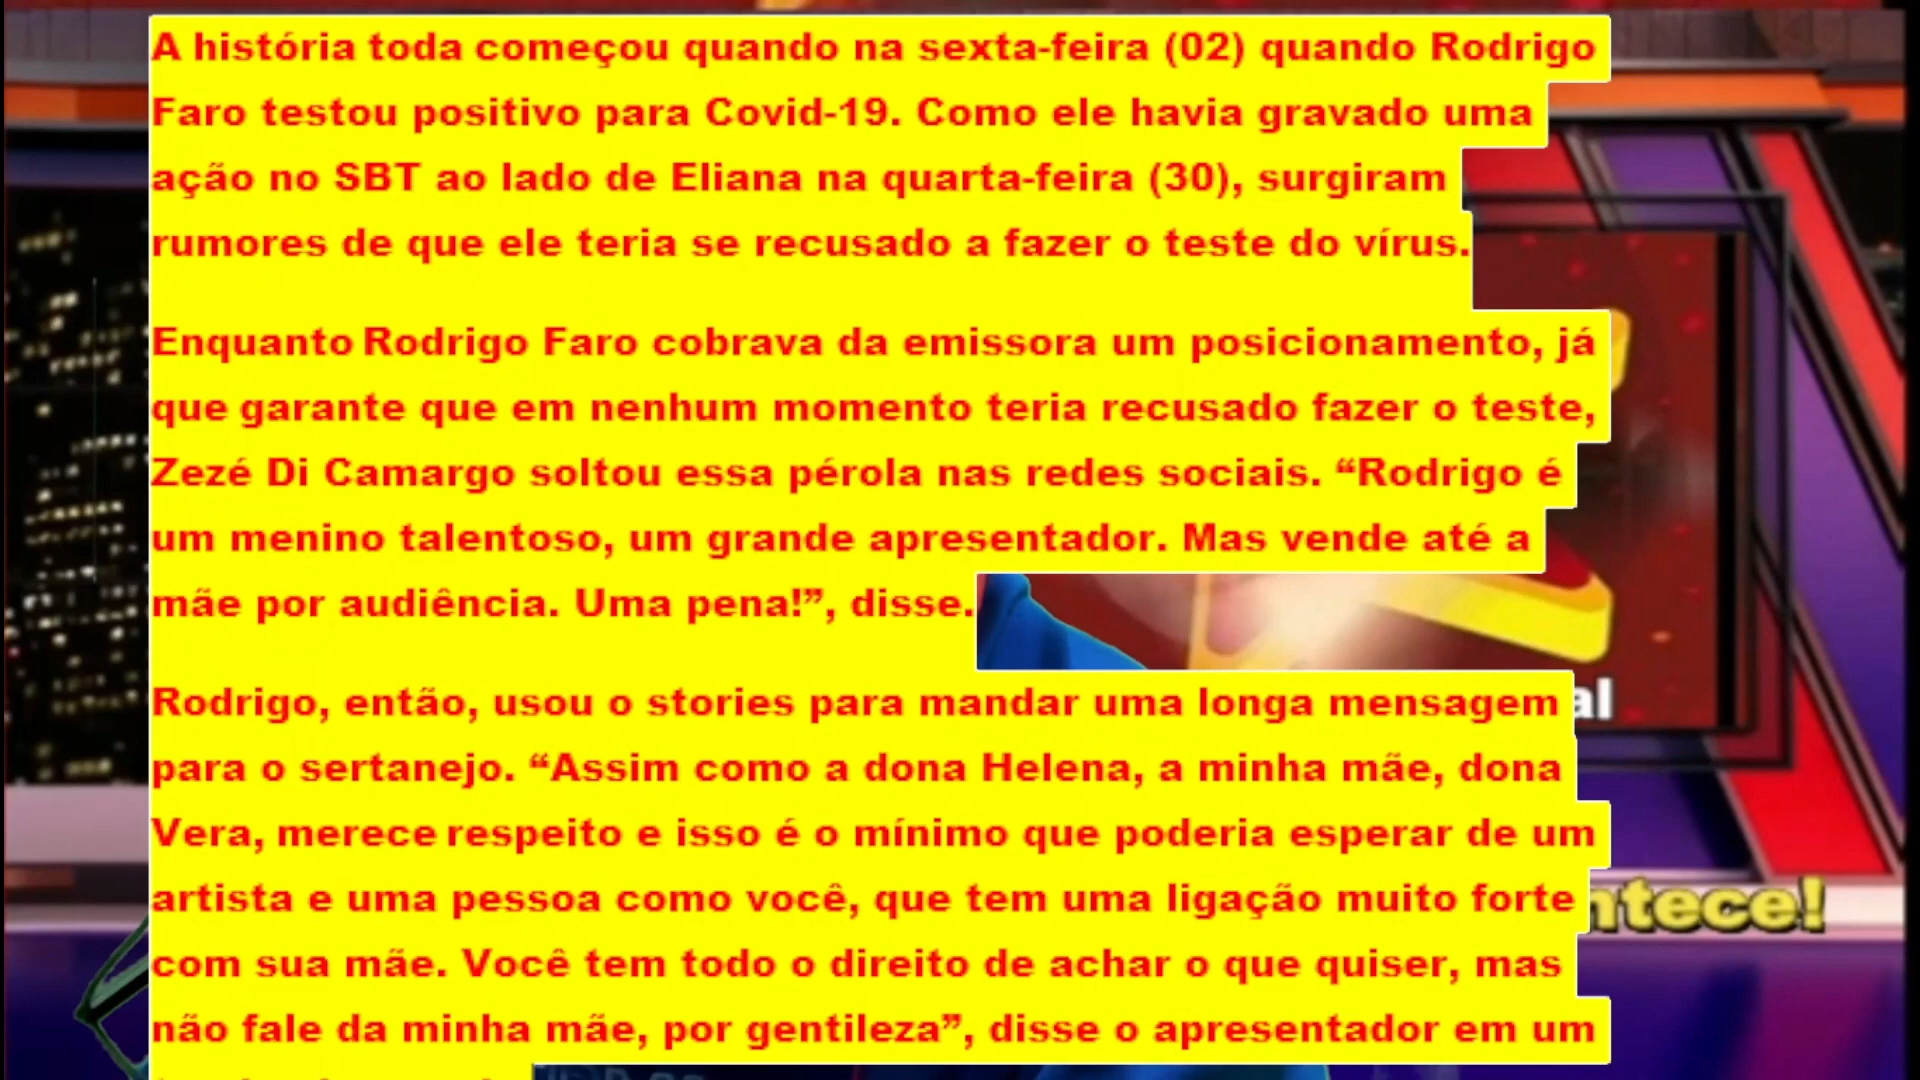 A história toda começou quando na sexta-feira (02) quando Rodrigo
Faro testou positivo para Covid-19. Como ele havia gravado uma
ação no SBT ao lado de Eliana na quarta-feira (30), surgiram
rumores de que ele teria se recusado a fazer o teste do vírus.
Enquanto Rodrigo Faro cobrava da emissora um posicionamento, já
que garante que em nenhum momento teria recusado fazer o teste,
Zezé Di Camargo soltou essa pérola nas redes sociais. “Rodrigo é
um menino talentoso, um grande apresentador. Mas vende até a
mãe por audiência. Uma pena!”, disse.
Rodrigo, então, usou o stories para mandar uma longa mensagem
para o sertanejo. “Assim como a dona Helena, a minha mãe, dona
Vera, merece respeito e isso é o mínimo que poderia esperar de um
artista e uma pessoa como você, que tem uma ligação muito forte
com sua mãe. Você tem todo o direito de achar o que quiser, mas
não fale da minha mãe, por gentileza”, disse o apresentador em um
al
ntece!